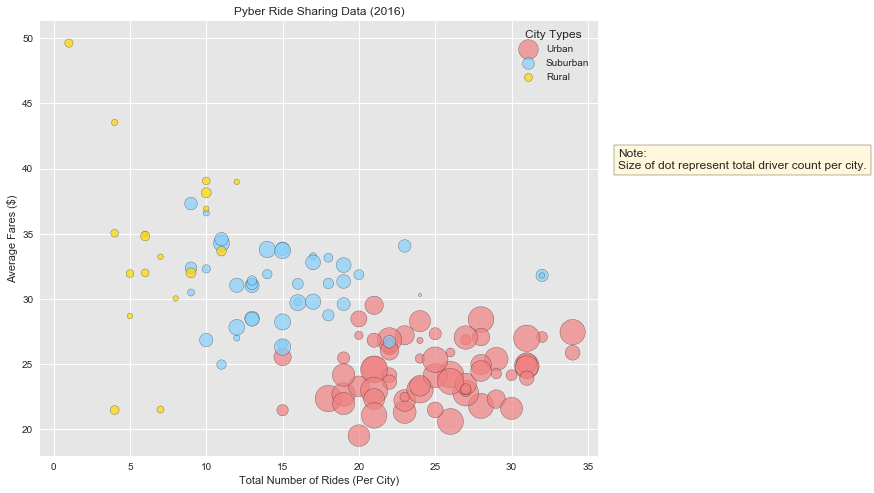 Pyber Ride Sharing Data (2016)
City Types
Urban
Suburban
Rural
Note:
Size of dot represent total driver count per city.
Average Fares ($)
50
45
40
35
30
25
20
0 5 10 15 20 25 30 35
Total Number of Rides (Per City)